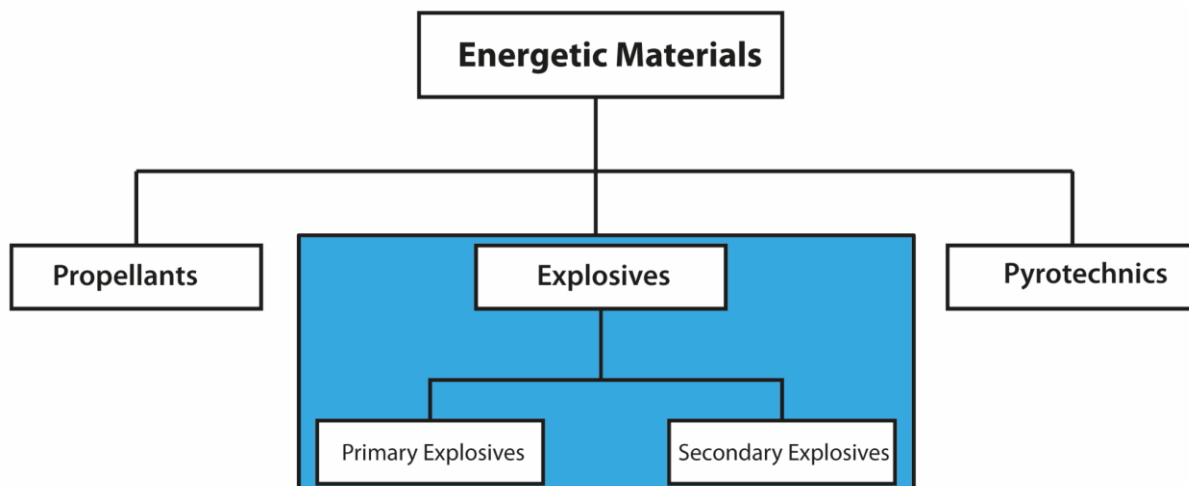 Energetic Materials
Propellants
Explosives
Pyrotechnics
Primary Explosives
Secondary Explosives